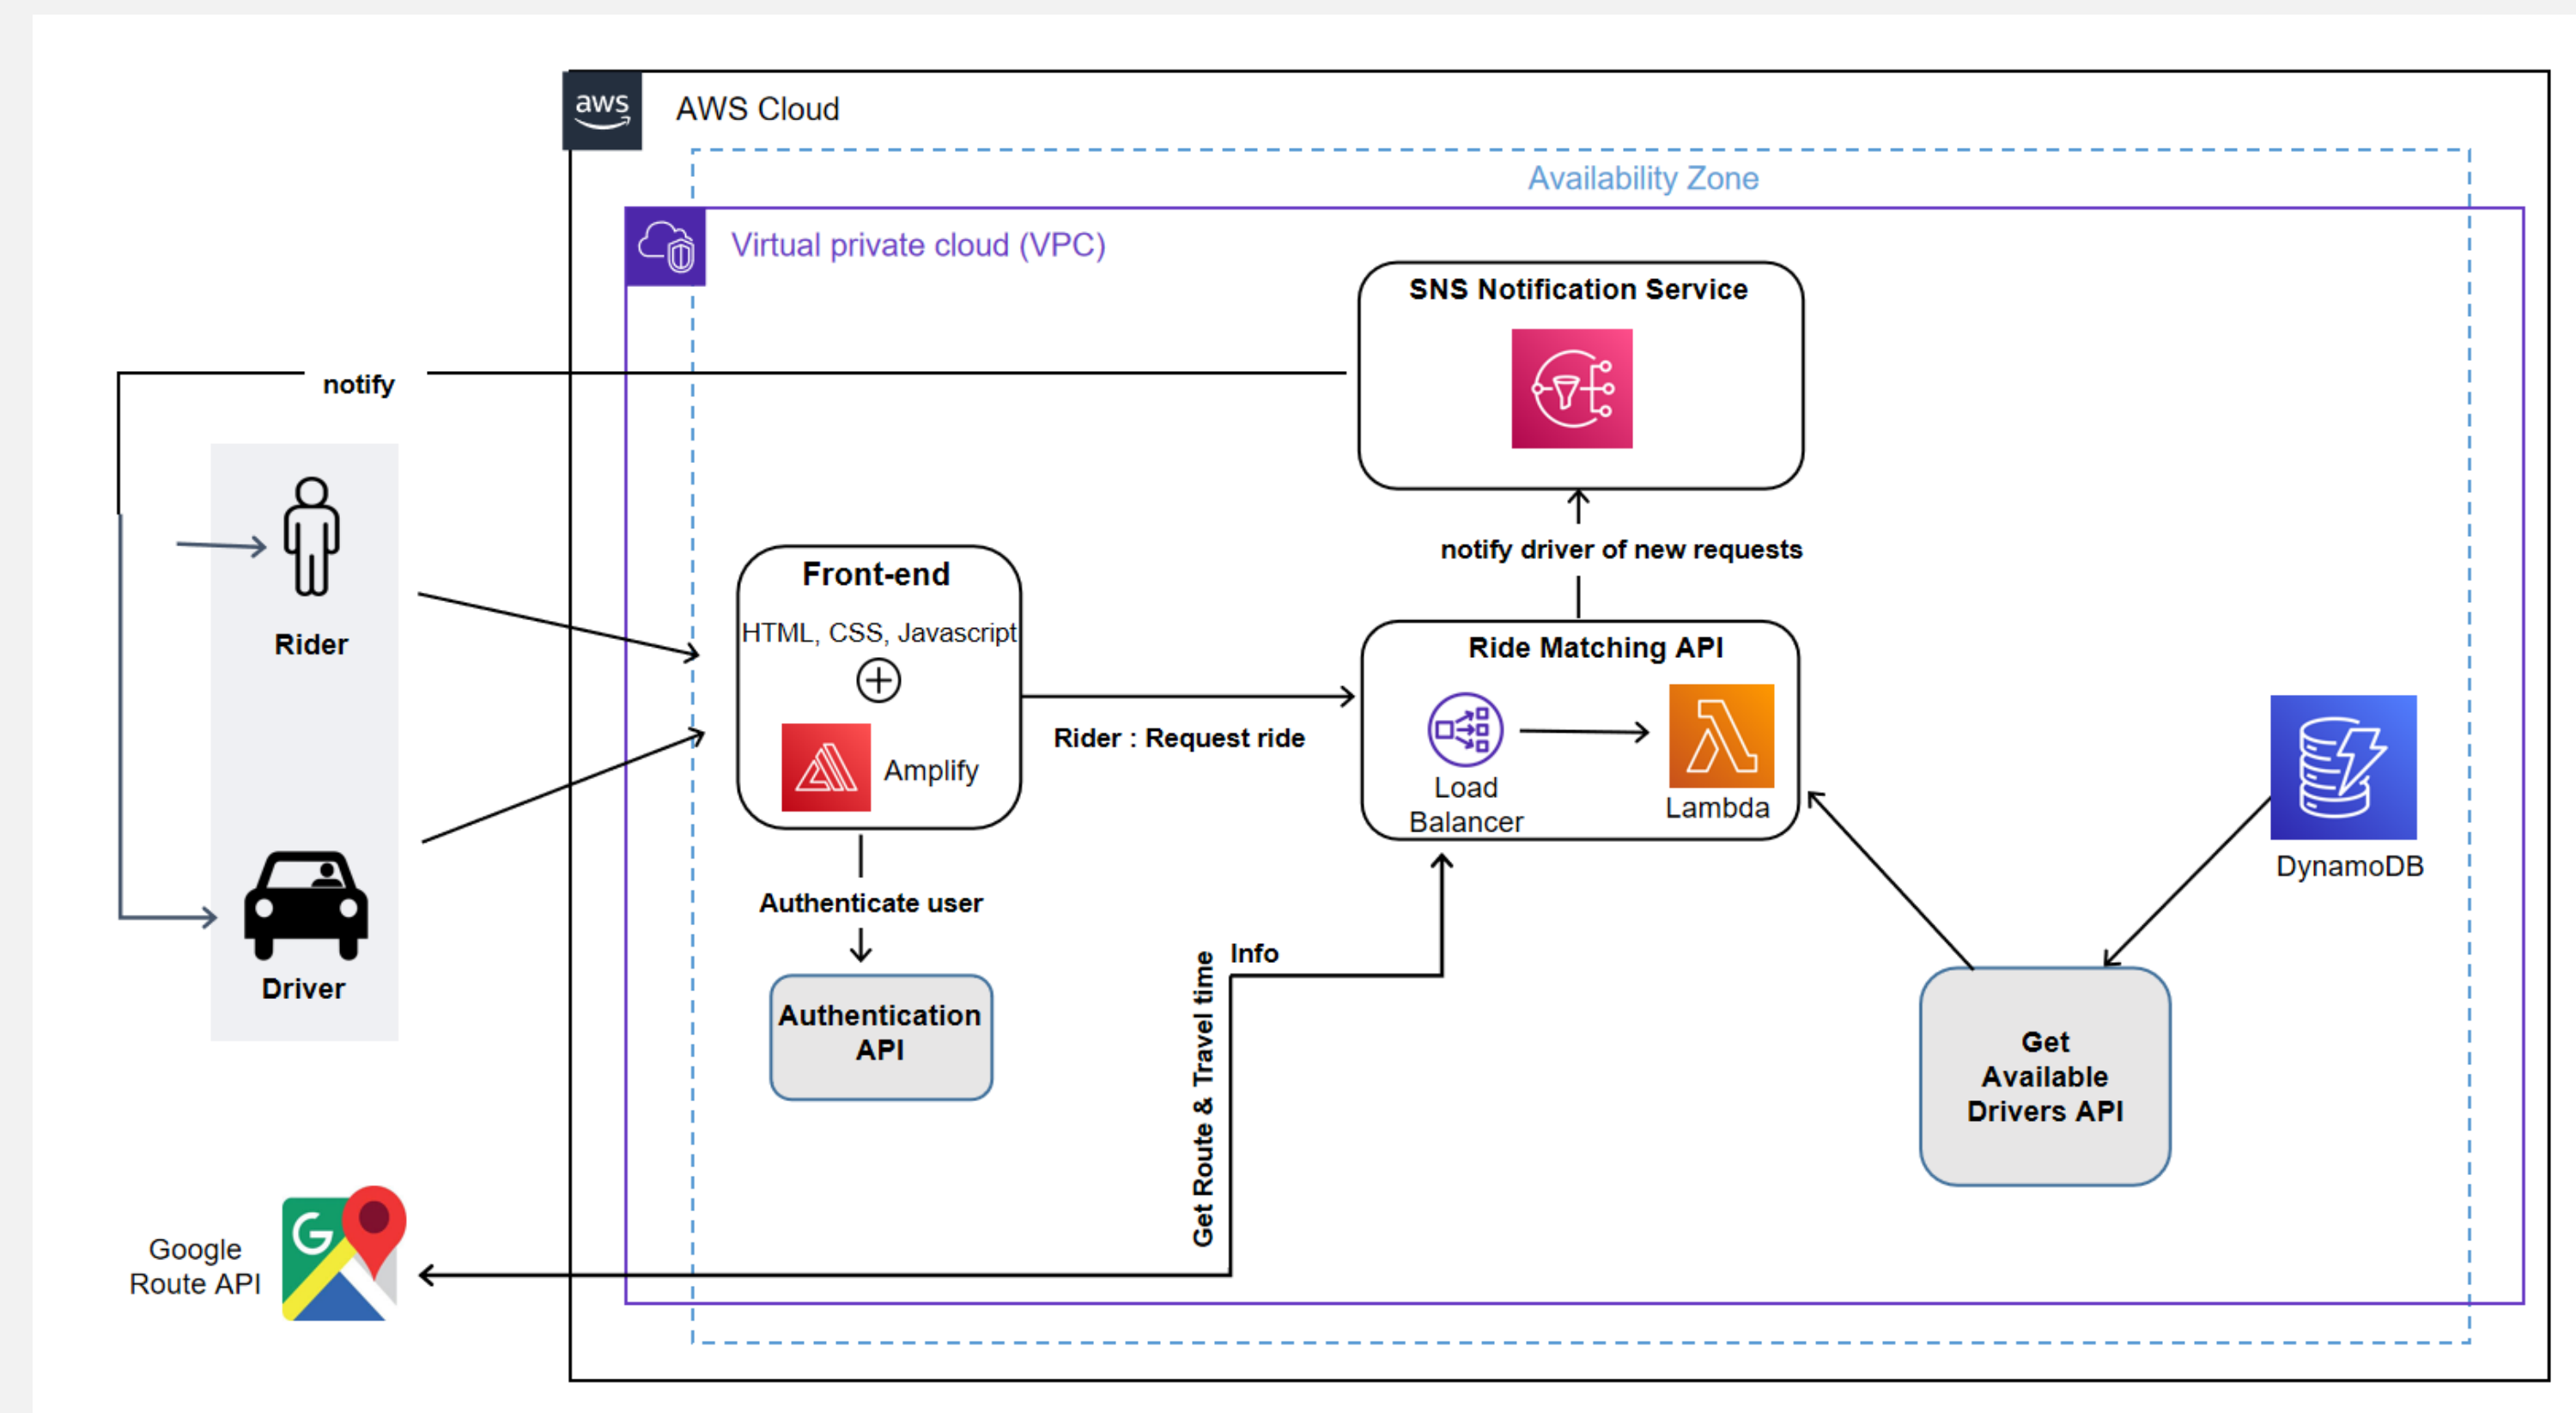 aws
AWS Cloud
Availability Zone
Virtual private cloud (VPC)
SNS Notification Service
notify
notify driver of new requests
Rider
Front-end
HTML, CSS, Javascript
Amplify
Rider : Request ride
Ride Matching API
Load
Balancer
Lambda
DynamoDB
Driver
Authenticate user
Authentication
API
Get Route & Travel time
Info
Get
Available
Drivers API
Google
Route API
G